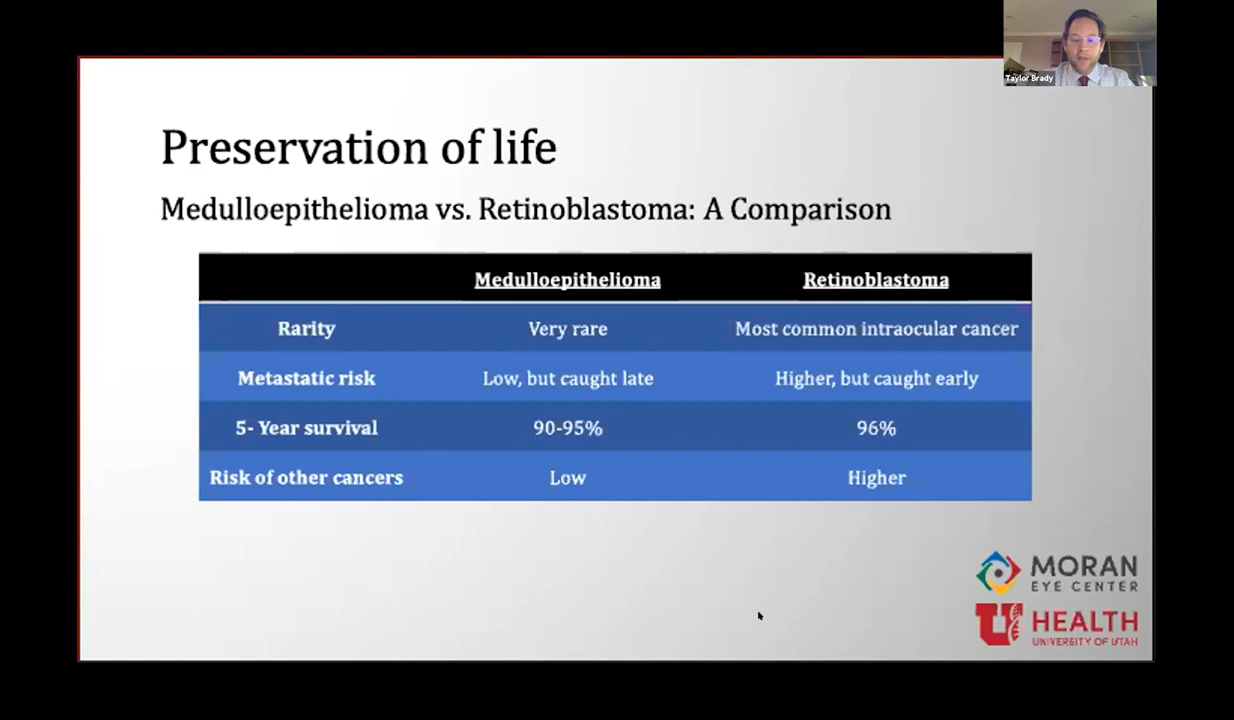 Taylor Brady
Preservation of life
Medulloepithelioma vs. Retinoblastoma: A Comparison
Medulloepithelioma Retinoblastoma
Rarity Very rare Most common intraocular cancer
Metastatic risk Low, but caught late Higher, but caught early
5- Year survival 90-95% 96%
Risk of other cancers Low Higher
MORAN
EYE CENTER
U HEALTH
UNIVERSITY OF UTAH